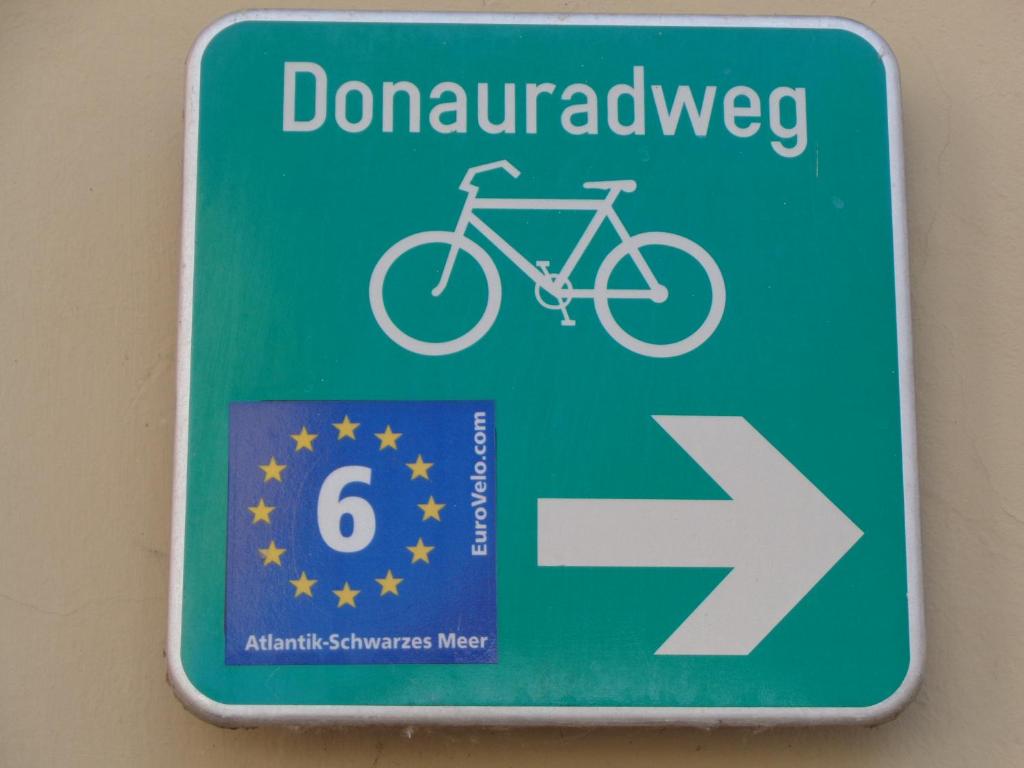 Donauradweg
6
EuroVelo.com
Atlantik-Schwarzes Meer